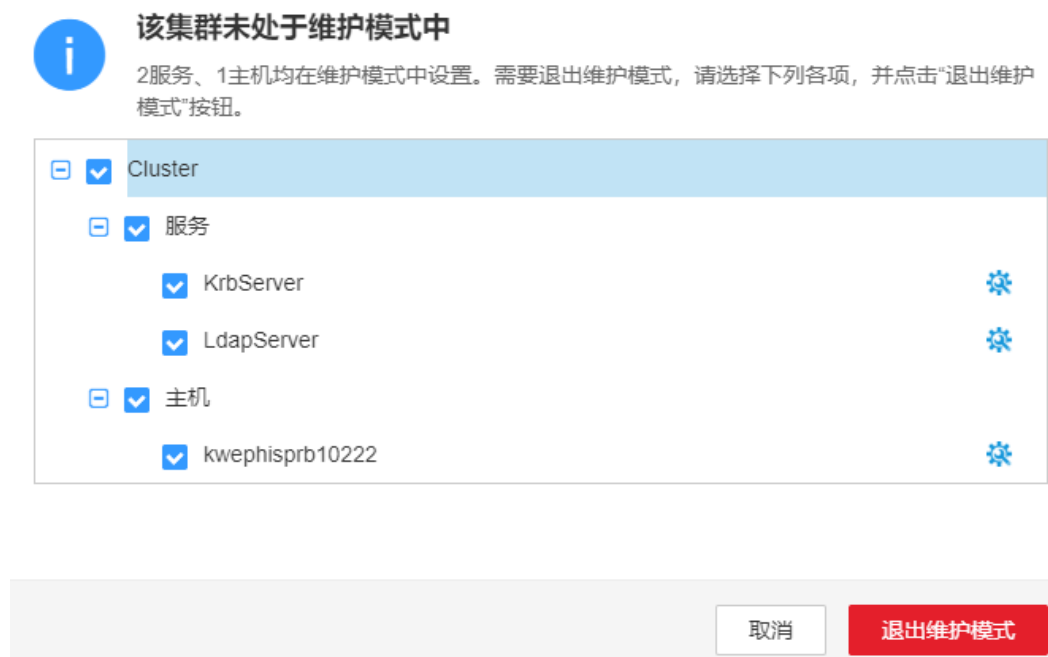 该集群未处于维护模式中
2服务、1主机均在维护模式中设置。需要退出维护模式，请选择下列各项，并点击“退出维护
模式”按钮。
Cluster
服务
KrbServer
LdapServer
主机
kwephisprb10222
取消
退出维护模式